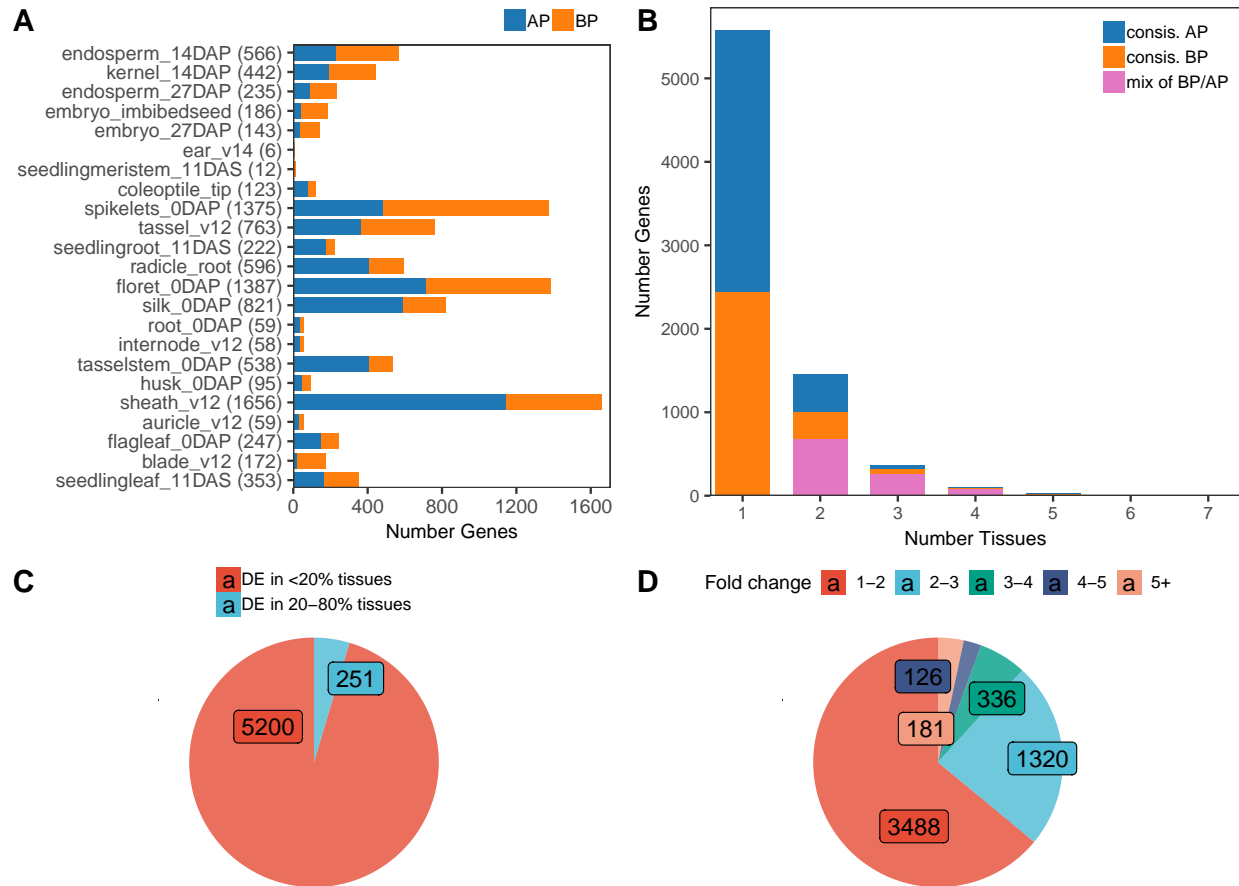 A
AP BP
endosperm_14DAP (566)
kernel_14DAP (442)
endosperm_27DAP (235)
embryo_imbibedseed (186)
embryo_27DAP (143)
ear_v14 (6)
seedlingmeristem_11DAS (12)
coleoptile_tip (123)
spikelets_0DAP (1375)
tassel_v12 (763)
seedlingroot_11DAS (222)
radicle_root (596)
floret_0DAP (1387)
silk_0DAP (821)
root_0DAP (59)
internode_v12 (58)
tasselstem_0DAP (538)
husk_0DAP (95)
sheath_v12 (1656)
auricle_v12 (59)
flagleaf_0DAP (247)
blade_v12 (172)
seedlingleaf_11DAS (353)
0 400 800 1200 1600
Number Genes
B
consis. AP
consis. BP
mix of BP/AP
5000
4000
3000
2000
1000
0
Number Genes
1 2 3 4 5 6 7
Number Tissues
C
a DE in <20% tissues
a DE in 20−80% tissues
251
5200
D
Fold change a 1−2 a 2−3 a 3−4 a 4−5 a 5+
126
336
181
1320
3488